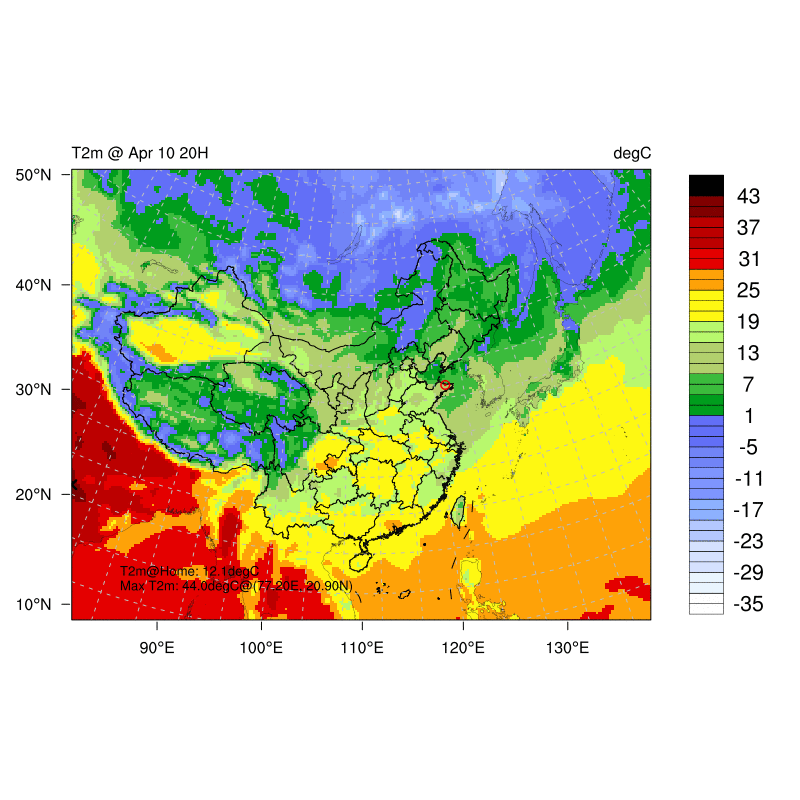 T2m @ Apr 10 20H
degC
50°N
40°N
30°N
20°N
10°N
90°E
100°E
110°E
120°E
130°E
T2m@Home: 12.1degC
Max T2m: 44.0degC@(77.20E, 20.90N)
43
37
31
25
19
13
7
1
-5
-11
-17
-23
-29
-35